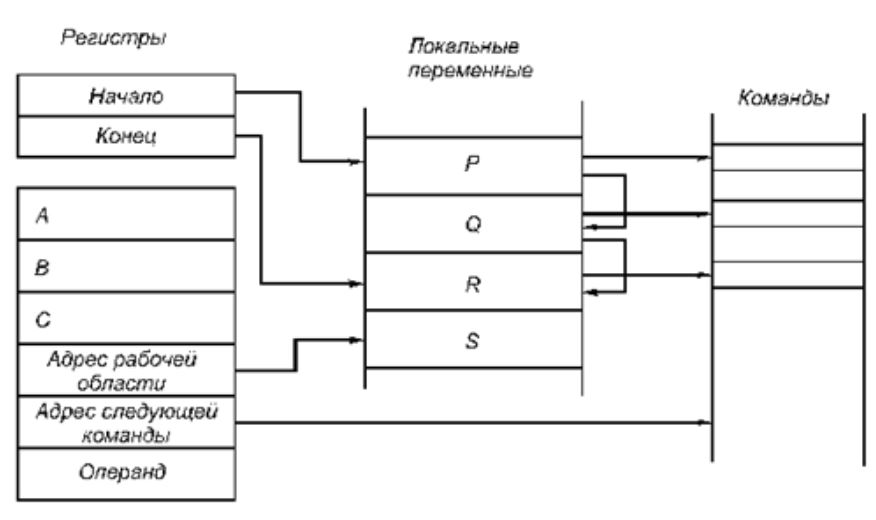 Регистры
Локальные
переменные
Команды
Начало
Конец
P
Q
R
S
A
B
C
Адрес рабочей
области
Адрес следующей
команды
Операнд